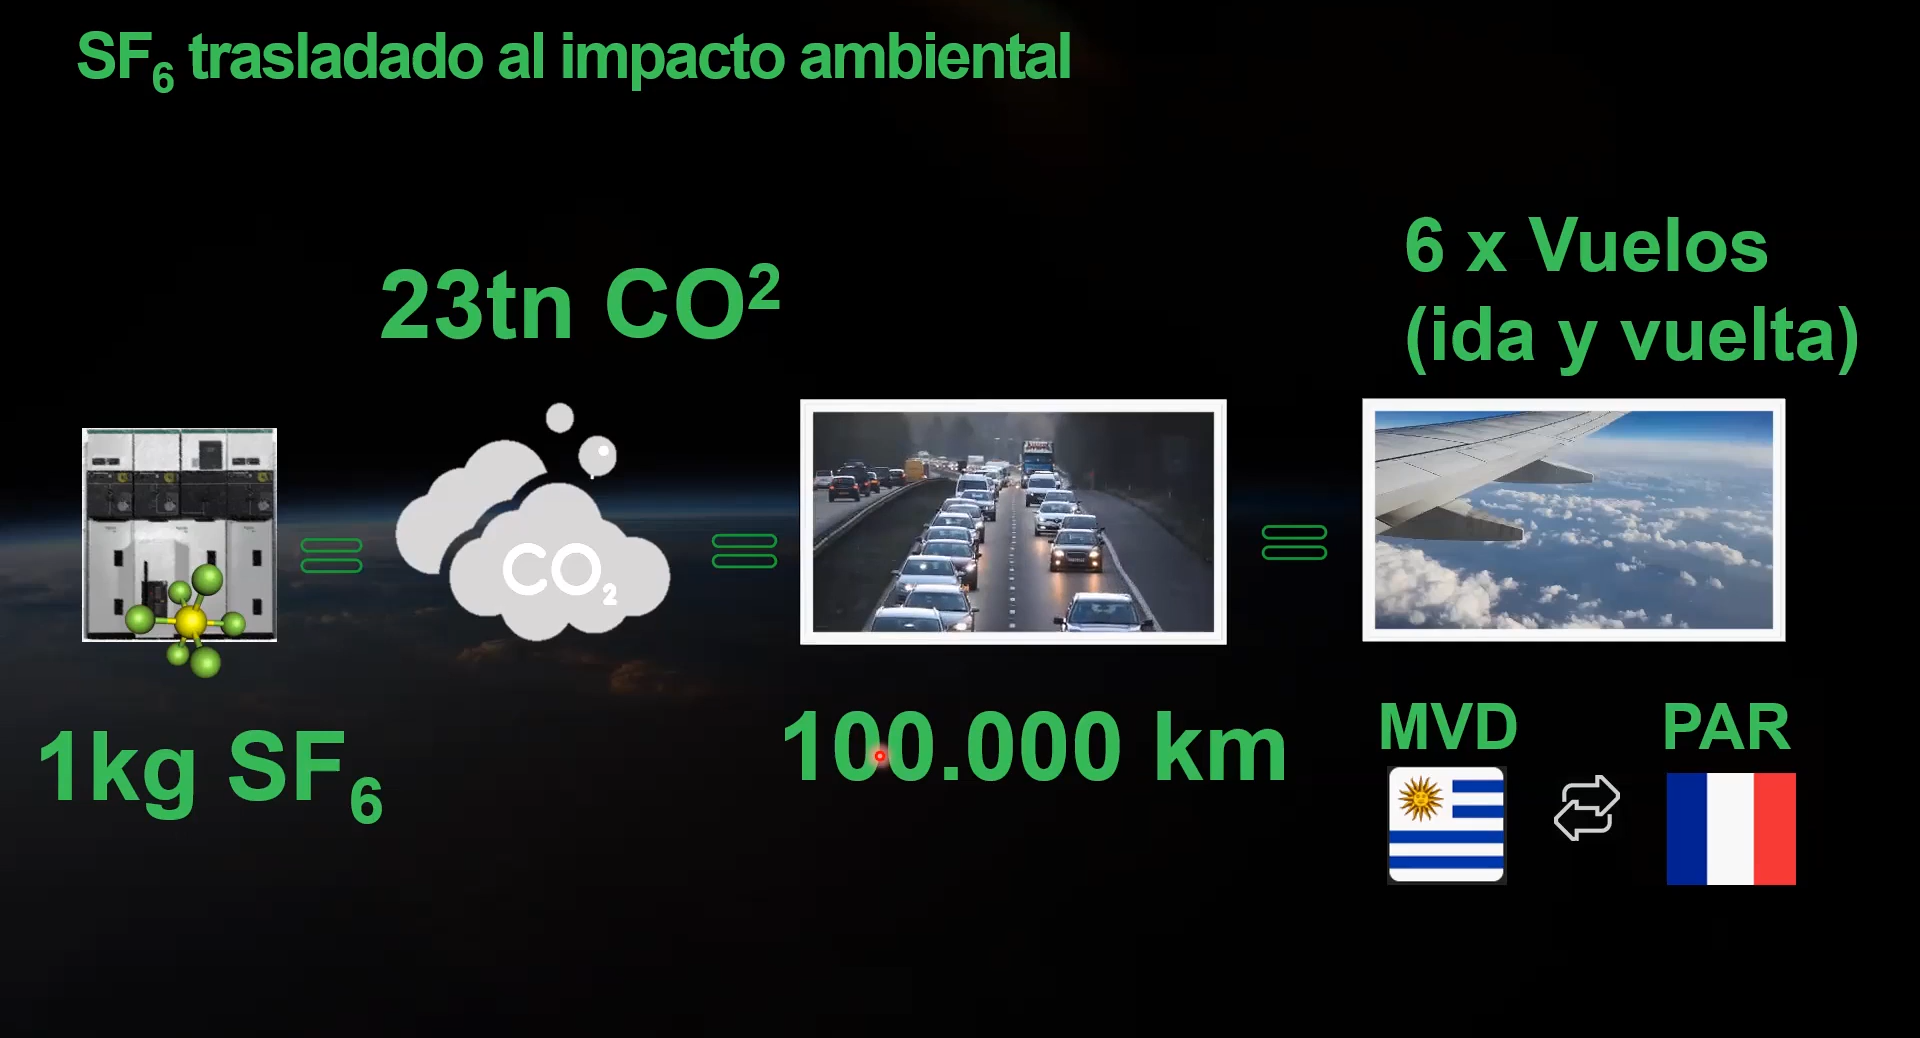 SF₆ trasladado al impacto ambiental
6 x Vuelos
(ida y vuelta)
23tn CO²
CO₂
1kg SF₆
100.000 km
MVD
PAR